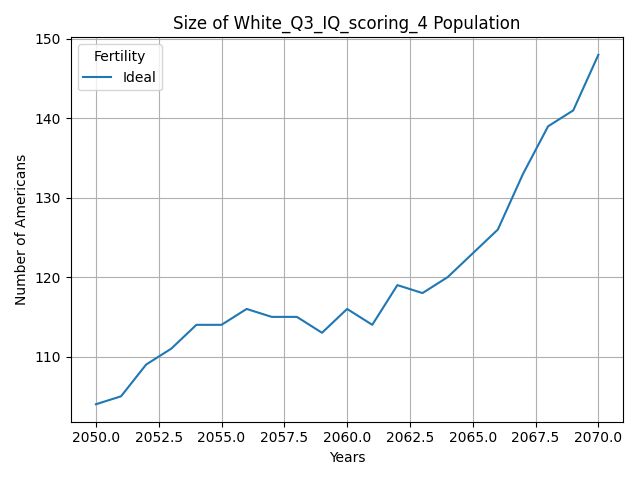 Size of White_Q3_IQ_scoring_4 Population
Fertility
Ideal
150
140
130
120
110
Number of Americans
2050.0 2052.5 2055.0 2057.5 2060.0 2062.5 2065.0 2067.5 2070.0
Years